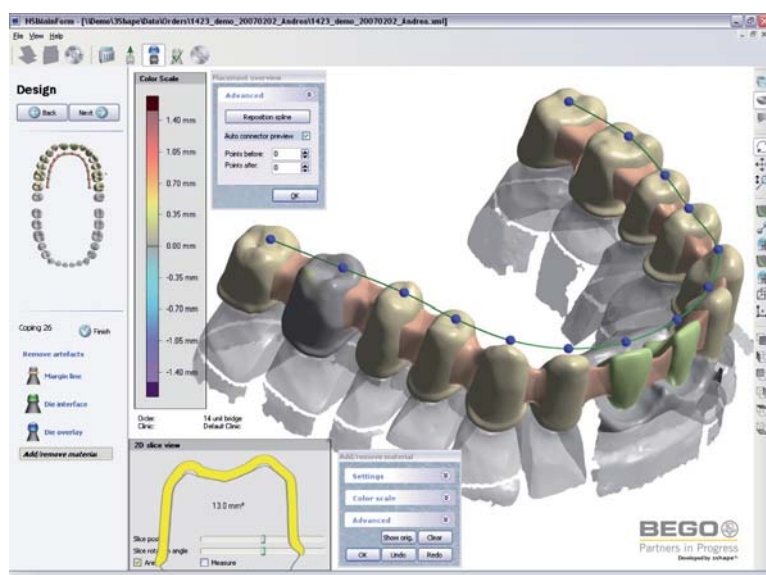 NSMainForm - [\\Demo\3Shape\Data\Orders\1423_demo_20070202_Andrea\1423_demo_20070202_Andrea.xml]
File View Help
Design
Back Next
Coping 26 Finish
Remove artefacts
Margin line
Die interface
Die overlay
Add/remove material
Color Scale
1.40 mm
1.05 mm
0.70 mm
0.35 mm
0.00 mm
-0.35 mm
-0.70 mm
-1.05 mm
-1.40 mm
Order: 14 unit bridge
Clinic: Default Clinic
Placement overview
Advanced
Reposition spline
Auto connector preview:
Points before: 0
Points after: 0
OK
2D slice view
13.0 mm²
Slice
Slice angle
Measure
Add/remove material
Settings
Color scale
Advanced
Show orig. Clear
OK Undo Redo
BEGO
Partners in Progress
Developed by 3shape